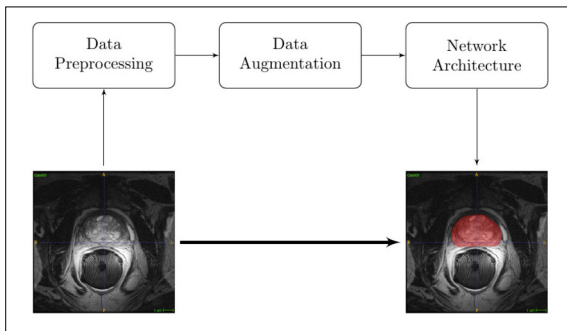 Data
Preprocessing
Data
Augmentation
Network
Architecture